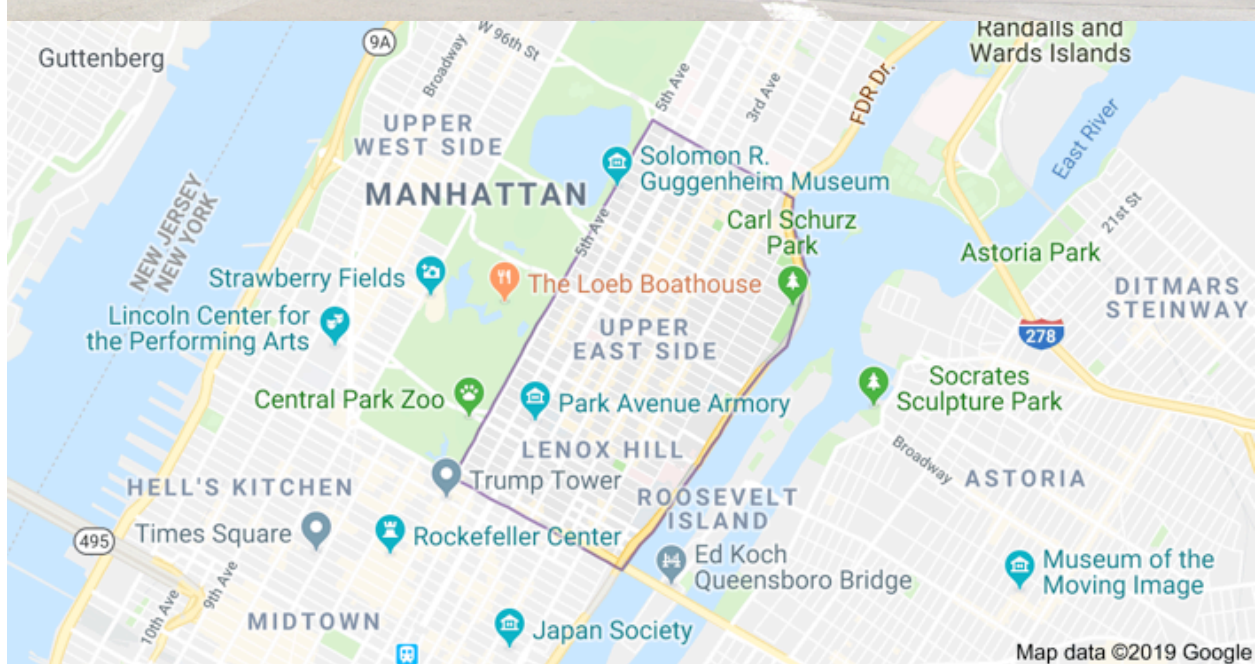 Randalls and
Wards Islands
9A
W 96th St
Guttenberg
Broadway
5th Ave
3rd Ave
FDR Dr.
East River
UPPER
WEST SIDE
Solomon R.
Guggenheim Museum
MANHATTAN
NEW JERSEY
NEW YORK
5th Ave
Carl Schurz
Park
21st St
Astoria Park
Strawberry Fields
The Loeb Boathouse
DITMARS
STEINWAY
Lincoln Center for
the Performing Arts
UPPER
EAST SIDE
278
Central Park Zoo
Park Avenue Armory
Socrates
Sculpture Park
LENOX HILL
Broadway
HELL'S KITCHEN
Trump Tower
ROOSEVELT
ISLAND
ASTORIA
495
Times Square
Rockefeller Center
Ed Koch
Queensboro Bridge
Museum of the
Moving Image
10th Ave
9th Ave
MIDTOWN
Japan Society
Map data ©2019 Google